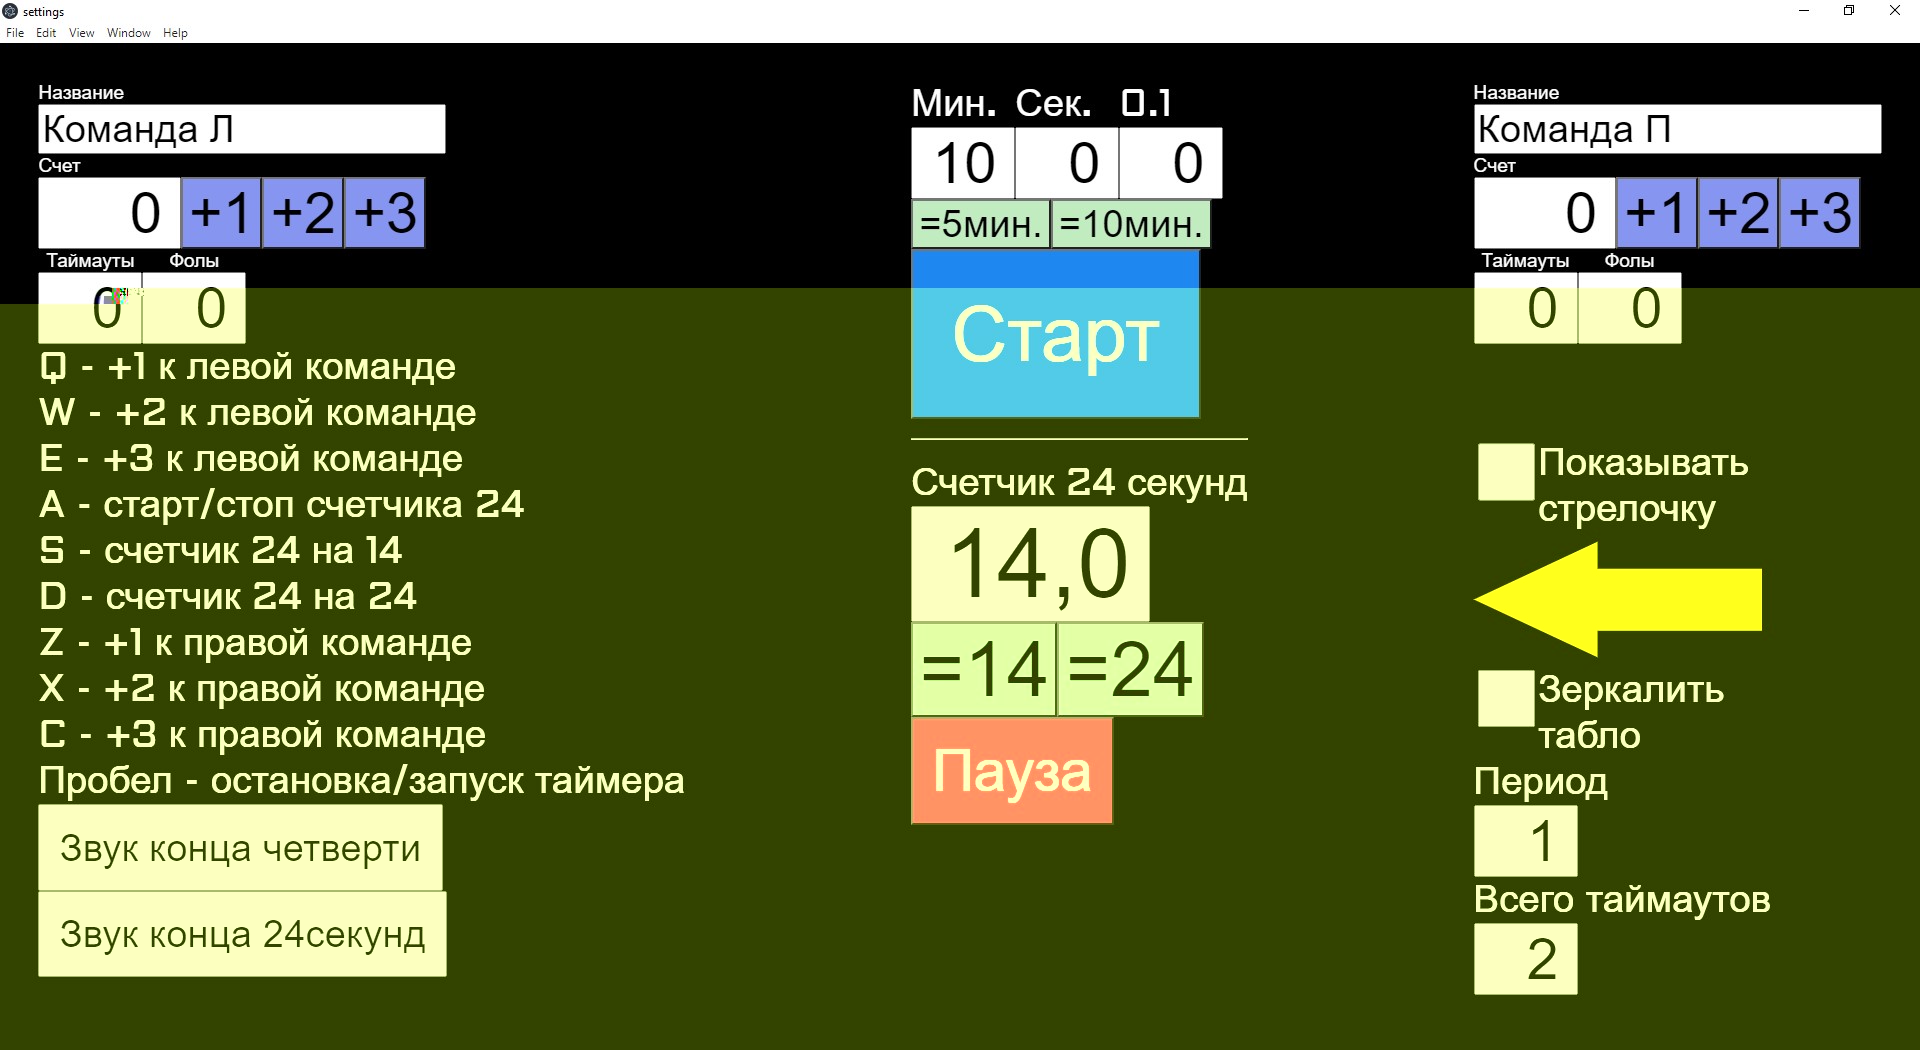 settings
File Edit View Window Help
Название
Команда Л
Счет
0 +1 +2 +3
Таймауты Фолы
0 0
Q - +1 к левой команде
W - +2 к левой команде
E - +3 к левой команде
A - старт/стоп счетчика 24
S - счетчик 24 на 14
D - счетчик 24 на 24
Z - +1 к правой команде
X - +2 к правой команде
C - +3 к правой команде
Пробел - остановка/запуск таймера
Звук конца четверти
Звук конца 24секунд
Мин. Сек. 0.1
10 0 0
=5мин. =10мин.
Старт
Счетчик 24 секунд
14,0
=14 =24
Пауза
Название
Команда П
Счет
0 +1 +2 +3
Таймауты Фолы
0 0
Показывать
стрелочку
Зеркалить
табло
Период
1
Всего таймаутов
2